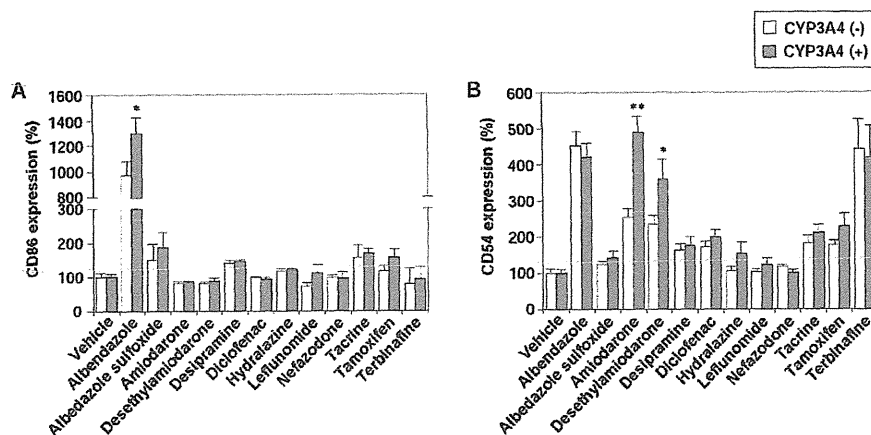 CYP3A4 (-)
CYP3A4 (+)
A
CD86 expression (%)
1600
1400
1200
1000
800
300
200
100
0
*
Vehicle
Albendazole
Albedazole sulfoxide
Amiodarone
Desethylamiodarone
Desipramine
Diclofenac
Hydralazine
Leflunomide
Nefazodone
Tacrine
Tamoxifen
Terbinafine
B
CD54 expression (%)
600
500
400
300
200
100
0
**
*
Vehicle
Albendazole
Albedazole sulfoxide
Amiodarone
Desethylamiodarone
Desipramine
Diclofenac
Hydralazine
Leflunomide
Nefazodone
Tacrine
Tamoxifen
Terbinafine